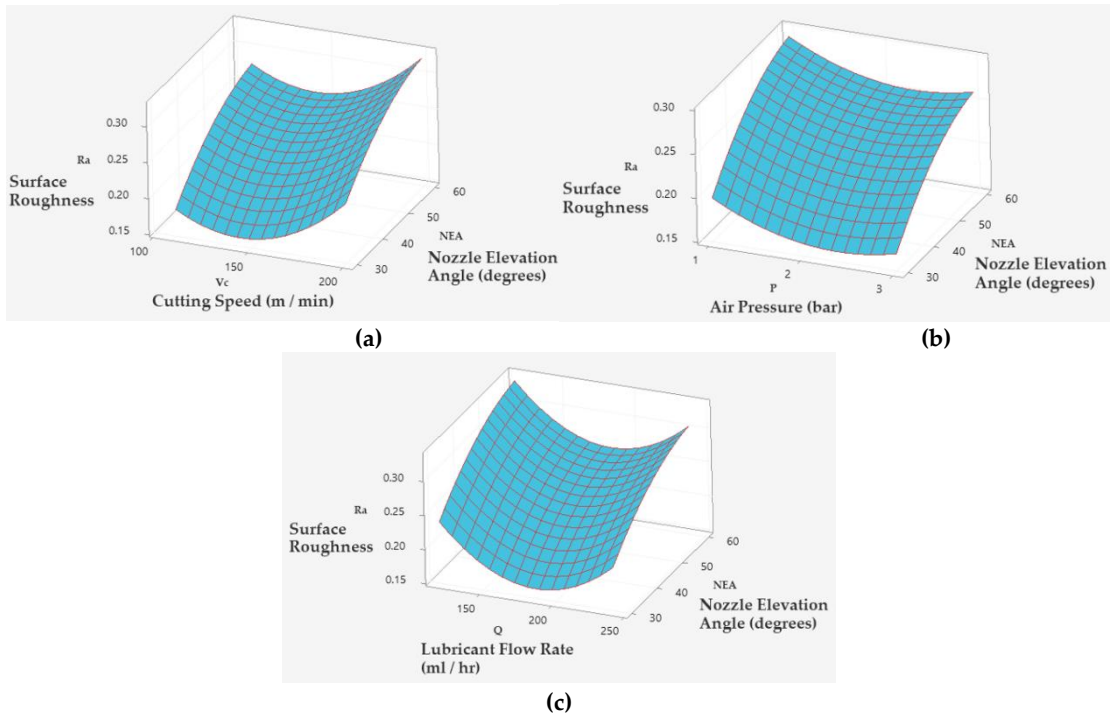 0.30
0.25
Ra
0.20
0.15
Surface
Roughness
100
150
200
Vc
Cutting Speed (m / min)
60
50
40
30
NEA
Nozzle Elevation
Angle (degrees)
(a)
0.30
0.25
Ra
0.20
0.15
Surface
Roughness
1
2
3
P
Air Pressure (bar)
60
50
40
30
NEA
Nozzle Elevation
Angle (degrees)
(b)
0.30
0.25
Ra
0.20
0.15
Surface
Roughness
150
200
250
Q
Lubricant Flow Rate
(ml / hr)
60
50
40
30
NEA
Nozzle Elevation
Angle (degrees)
(c)